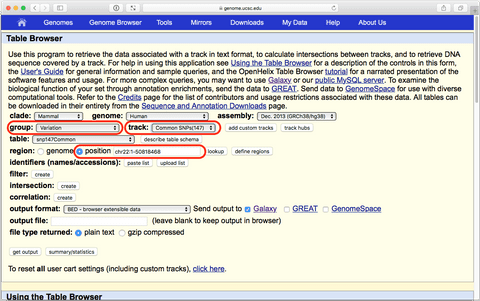 genome.ucsc.edu
Genomes Genome Browser Tools Mirrors Downloads My Data Help About Us
Table Browser
Use this program to retrieve the data associated with a track in text format, to calculate intersections between tracks, and to retrieve DNA
sequence covered by a track. For help in using this application see Using the Table Browser for a description of the controls in this form,
the User's Guide for general information and sample queries, and the OpenHelix Table Browser tutorial for a narrated presentation of the
software features and usage. For more complex queries, you may want to use Galaxy or our public MySQL server. To examine the
biological function of your set through annotation enrichments, send the data to GREAT. Send data to GenomeSpace for use with diverse
computational tools. Refer to the Credits page for the list of contributors and usage restrictions associated with these data. All tables can
be downloaded in their entirety from the Sequence and Annotation Downloads page.
clade: Mammal genome: Human assembly: Dec. 2013 (GRCh38/hg38)
group: Variation track: Common SNPs(147) add custom tracks track hubs
table: snp147Common describe table schema
region: genome position chr22:1-50818468 lookup define regions
identifiers (names/accessions): paste list upload list
filter: create
intersection: create
correlation: create
output format: BED - browser extensible data Send output to Galaxy GREAT GenomeSpace
output file: (leave blank to keep output in browser)
file type returned: plain text gzip compressed
get output summary/statistics
To reset all user cart settings (including custom tracks), click here.
Using the Table Browser